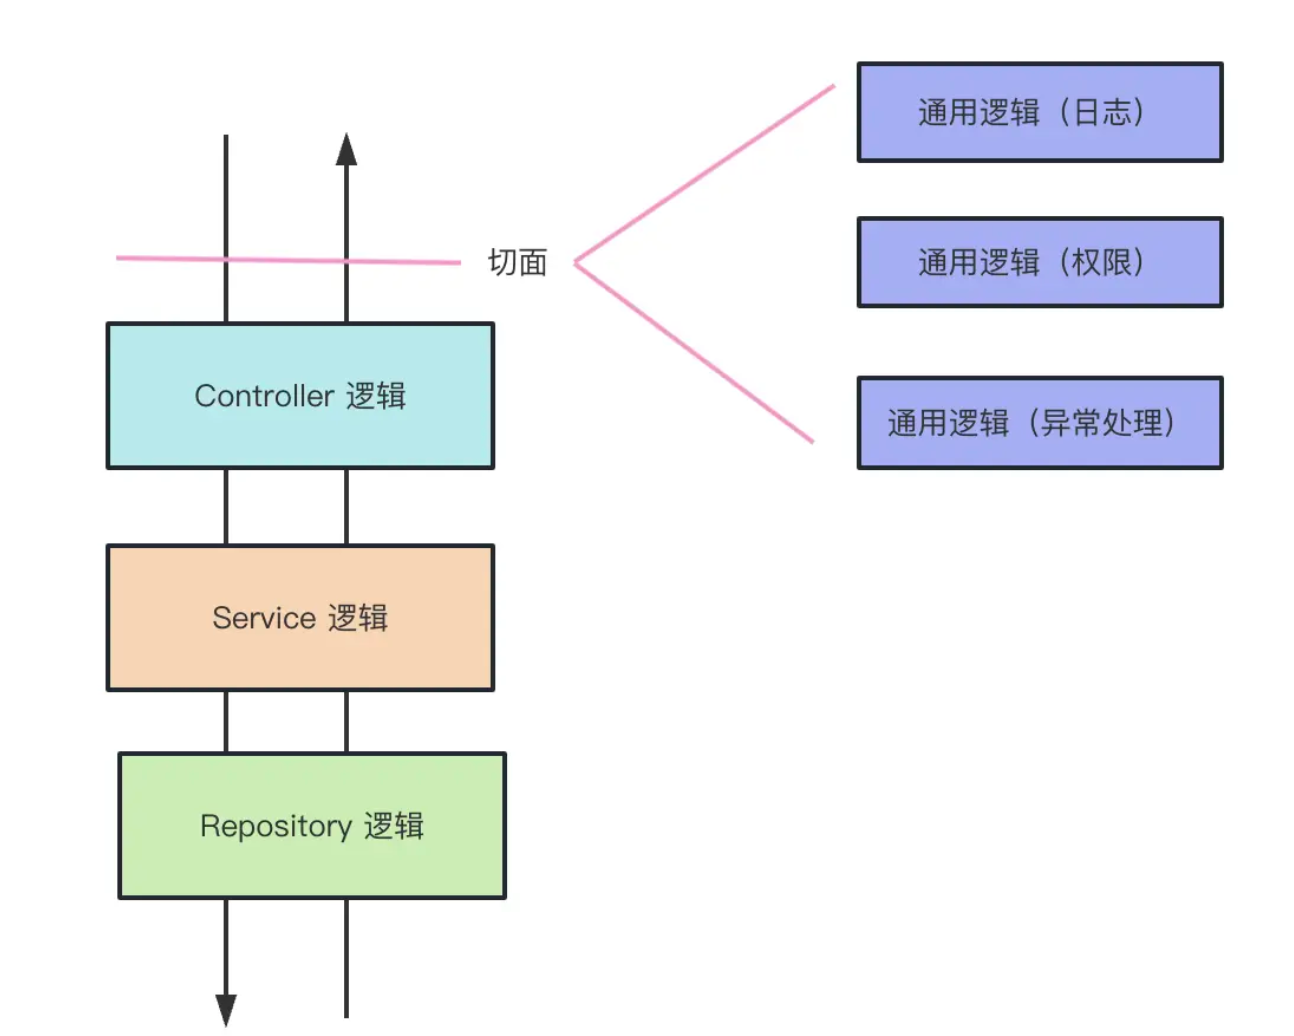 通用逻辑（日志）
切面
通用逻辑（权限）
Controller 逻辑
通用逻辑（异常处理）
Service 逻辑
Repository 逻辑